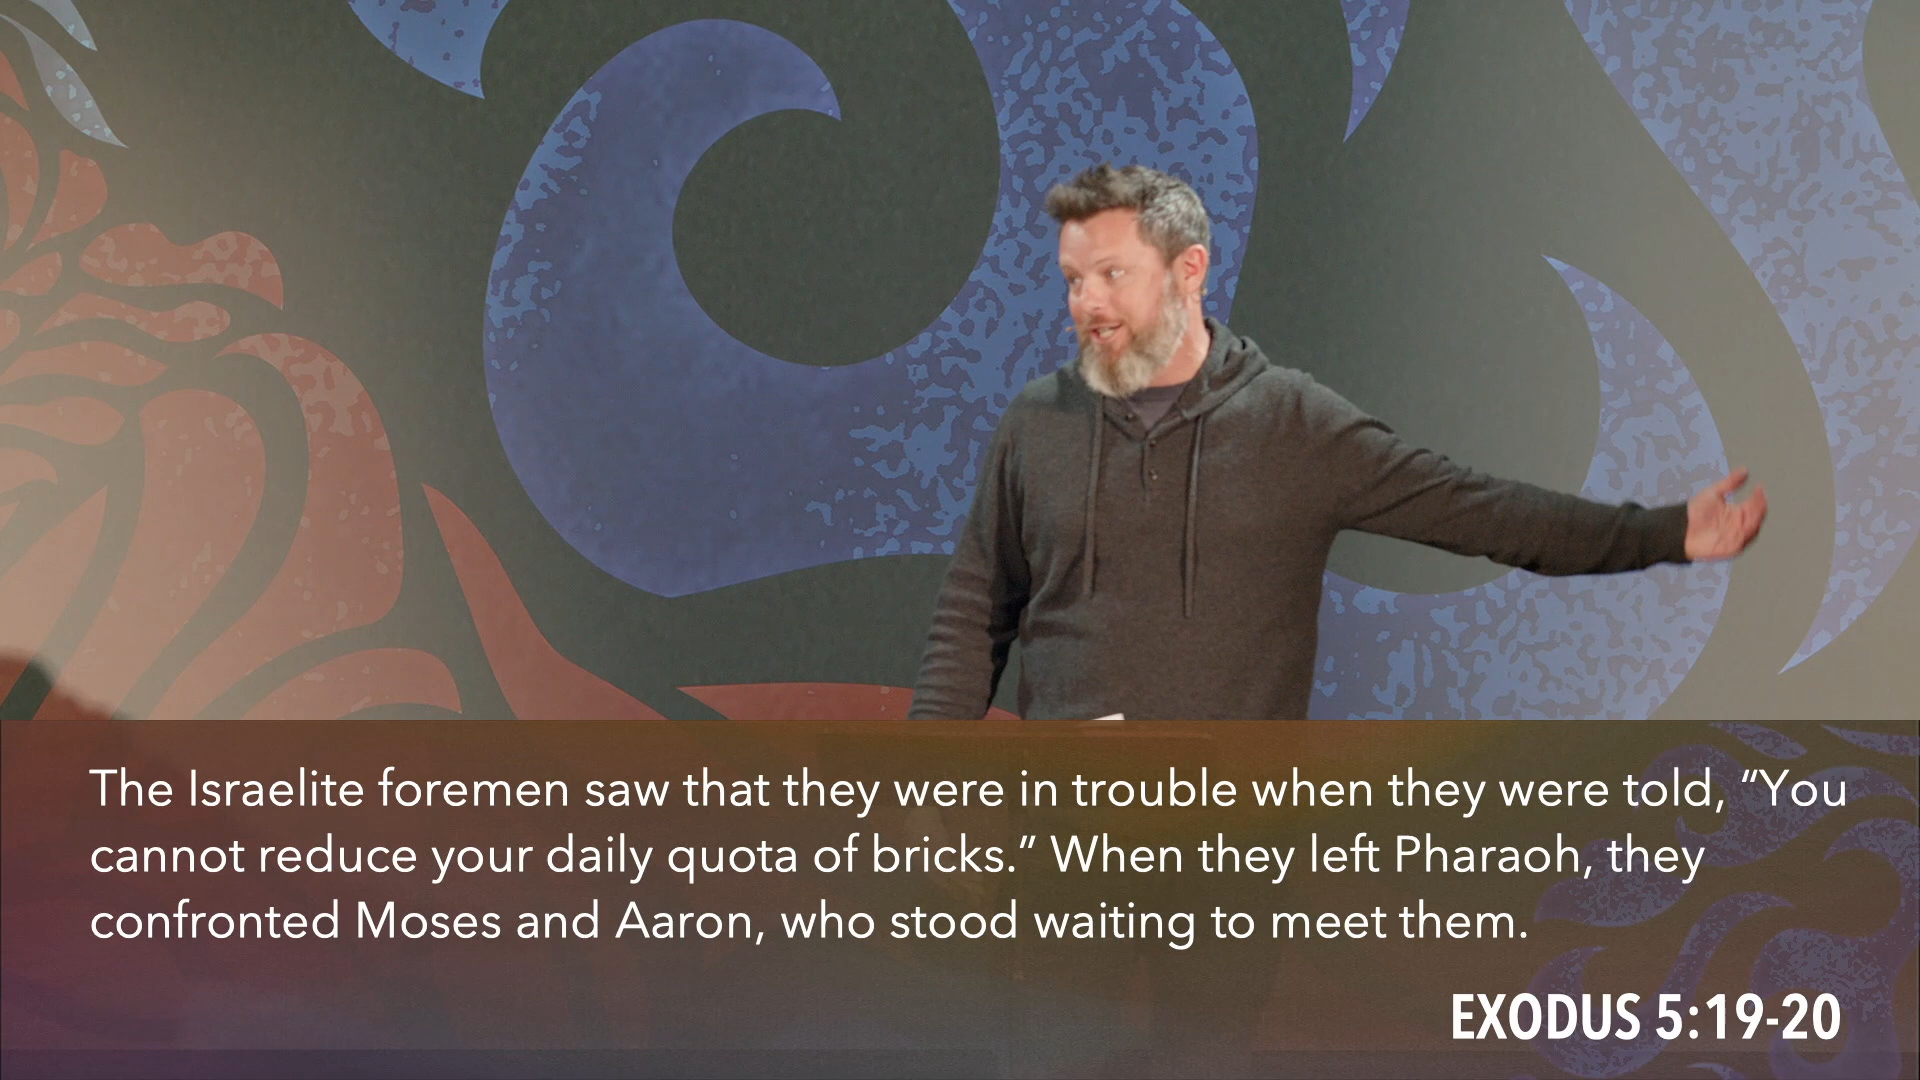 The Israelite foremen saw that they were in trouble when they were told, “You
cannot reduce your daily quota of bricks.” When they left Pharaoh, they
confronted Moses and Aaron, who stood waiting to meet them.
EXODUS 5:19-20